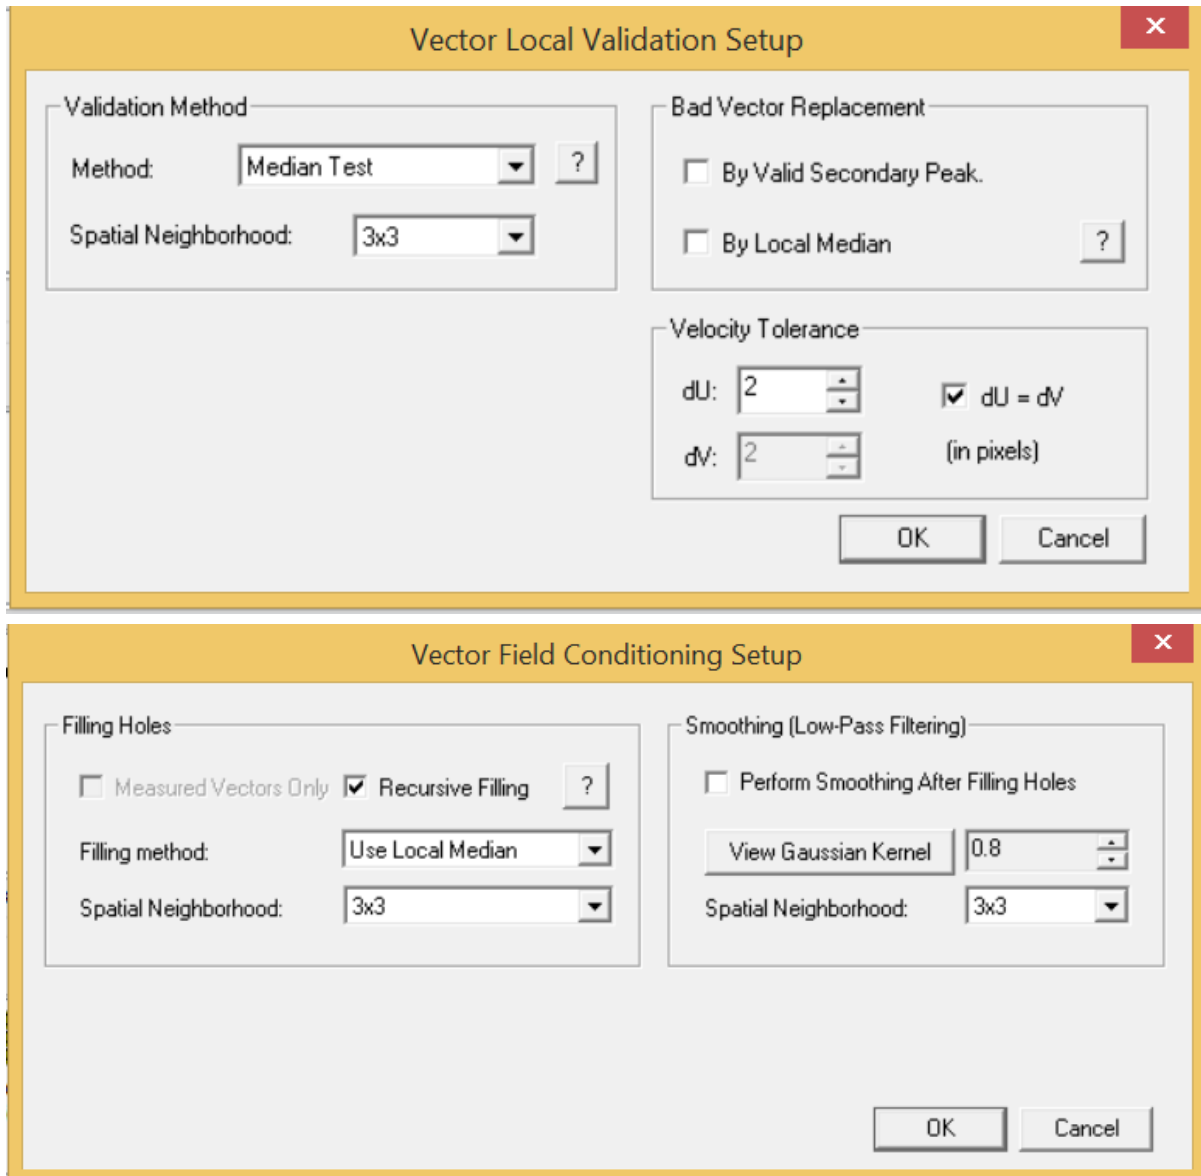 Vector Local Validation Setup
x
Validation Method
Method: Median Test ?
Spatial Neighborhood: 3x3
Bad Vector Replacement
By Valid Secondary Peak.
By Local Median ?
Velocity Tolerance
dU: 2 dU = dV
dV: 2 (in pixels)
OK Cancel
Vector Field Conditioning Setup
x
Filling Holes
Measured Vectors Only Recursive Filling ?
Filling method: Use Local Median
Spatial Neighborhood: 3x3
Smoothing (Low-Pass Filtering)
Perform Smoothing After Filling Holes
View Gaussian Kernel 0.8
Spatial Neighborhood: 3x3
OK Cancel